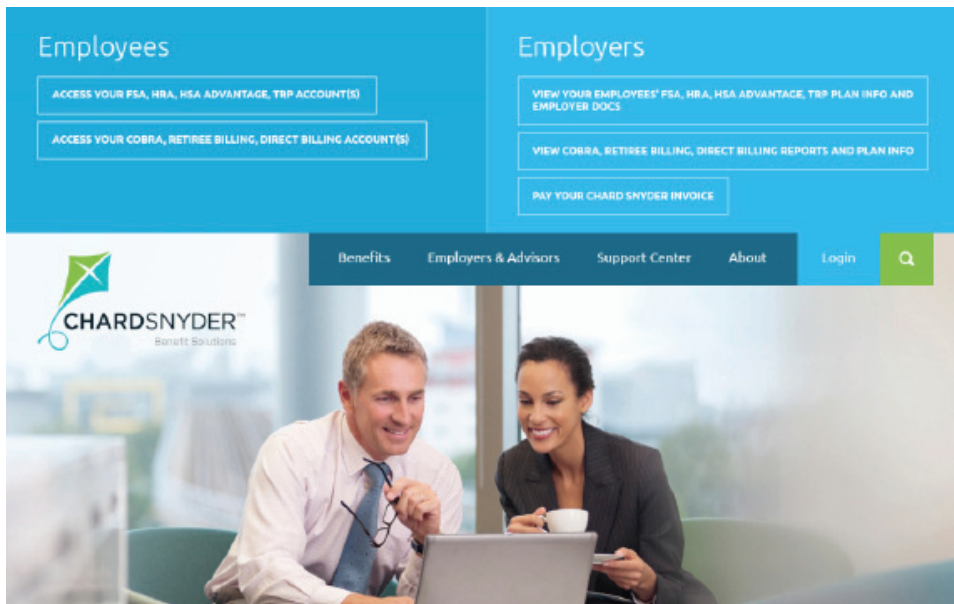 Employees
ACCESS YOUR FSA, HRA, HSA ADVANTAGE, TRP ACCOUNT(S)
ACCESS YOUR COBRA, RETIREE BILLING, DIRECT BILLING ACCOUNT(S)
Employers
VIEW YOUR EMPLOYEES' FSA, HRA, HSA ADVANTAGE, TRP PLAN INFO AND
EMPLOYER DOCS
VIEW COBRA, RETIREE BILLING, DIRECT BILLING REPORTS AND PLAN INFO
PAY YOUR CHARD SNYDER INVOICE
Benefits Employers & Advisors Support Center About Login
CHARDSNYDER™
Benefit Solutions